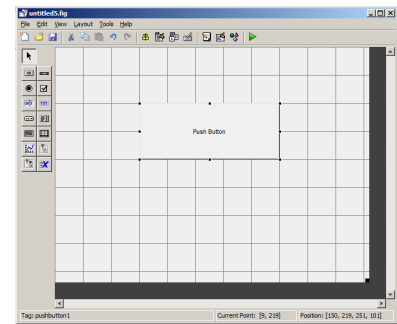 untitled5.fig
File Edit View Layout Tools Help
Push Button
Tag: pushbutton1
Current Point: [9, 219]
Position: [150, 219, 251, 101]